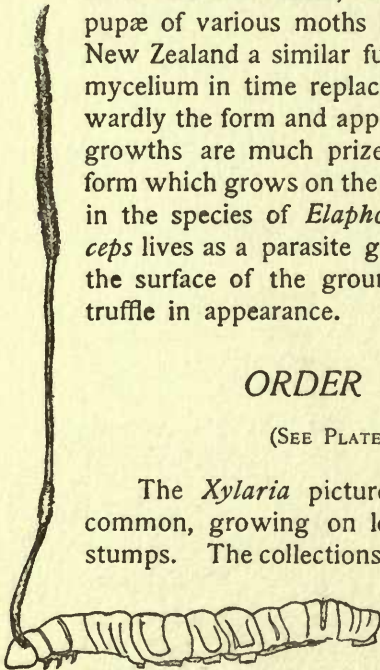 pupæ of various moths
New Zealand a similar fu
mycelium in time replac
wardly the form and app
growths are much prize
form which grows on the
in the species of Elapho
ceps lives as a parasite g
the surface of the groun
truffle in appearance.
ORDER
(SEE PLATE
The Xylaria picture
common, growing on lo
stumps. The collections